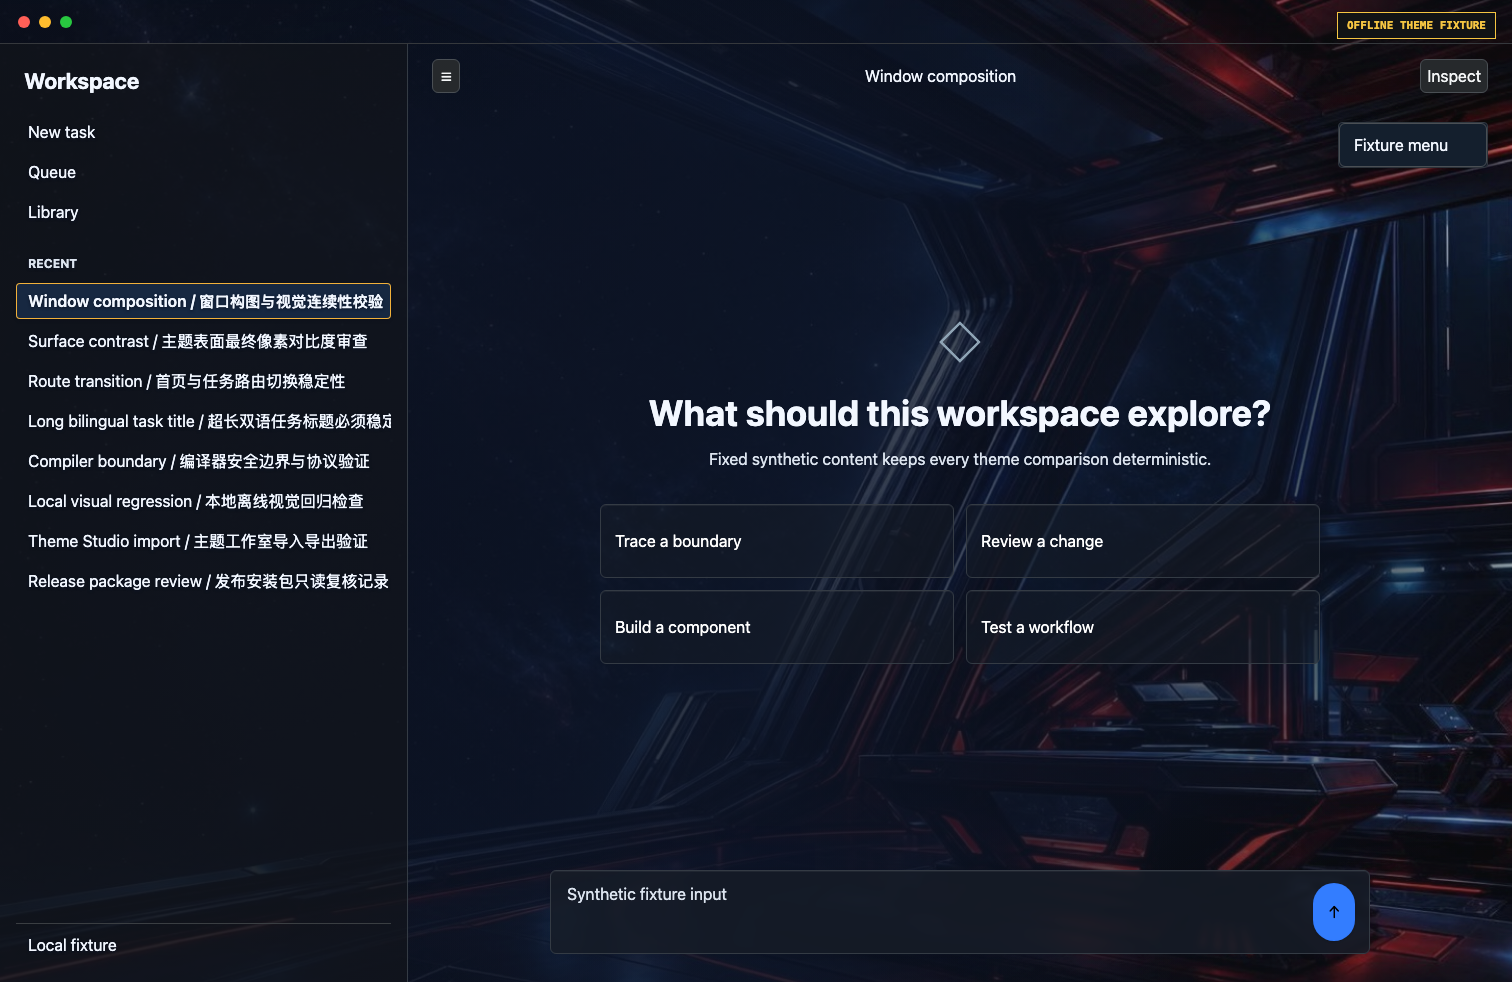 OFFLINE THEME FIXTURE
Workspace
New task
Queue
Library
RECENT
Window composition / 窗口构图与视觉连续性校验
Surface contrast / 主题表面最终像素对比度审查
Route transition / 首页与任务路由切换稳定性
Long bilingual task title / 超长双语任务标题必须稳定
Compiler boundary / 编译器安全边界与协议验证
Local visual regression / 本地离线视觉回归检查
Theme Studio import / 主题工作室导入导出验证
Release package review / 发布安装包只读复核记录
Local fixture
Window composition
Inspect
Fixture menu
What should this workspace explore?
Fixed synthetic content keeps every theme comparison deterministic.
Trace a boundary
Review a change
Build a component
Test a workflow
Synthetic fixture input